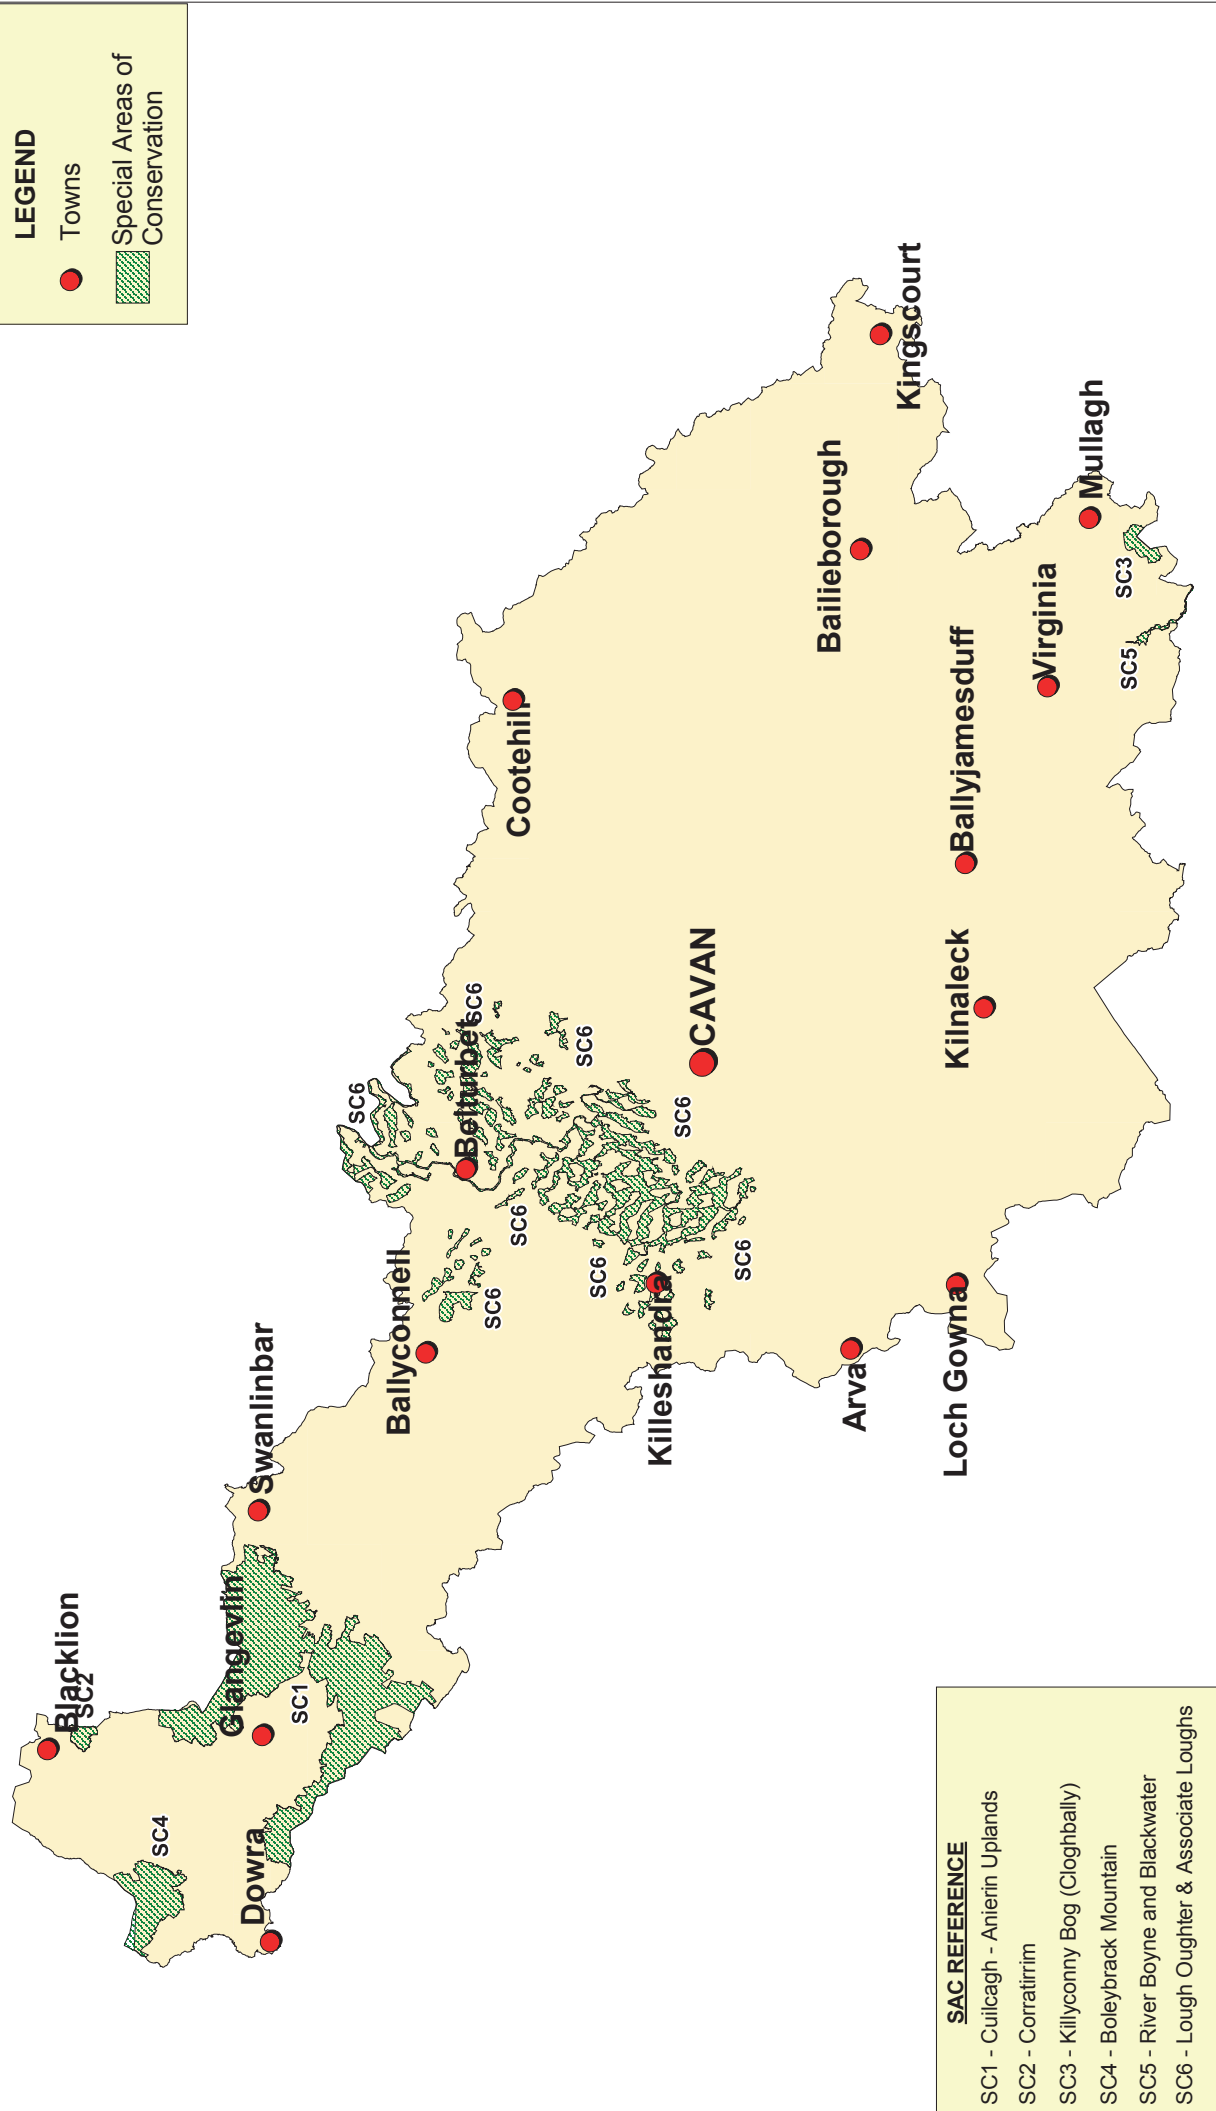 LEGEND
Towns
Special Areas of
Conservation
Blacklion
SC2
Glangevlin
SC1
SC4
Dowra
Swanlinbar
Ballyconnell
SC6
SC6
Belturbet
SC6
SC6
SC6
SC6
SC6
SC6
Killeshandra
CAVAN
Cootehill
Arva
Loch Gowna
Kilnaleck
Ballyjamesduff
Bailieborough
Kingscourt
Virginia
Mullagh
SC3
SC5
SAC REFERENCE
SC1 - Cuilcagh - Anierin Uplands
SC2 - Corratirrim
SC3 - Killyconny Bog (Cloghbally)
SC4 - Boleybrack Mountain
SC5 - River Boyne and Blackwater
SC6 - Lough Oughter & Associate Loughs